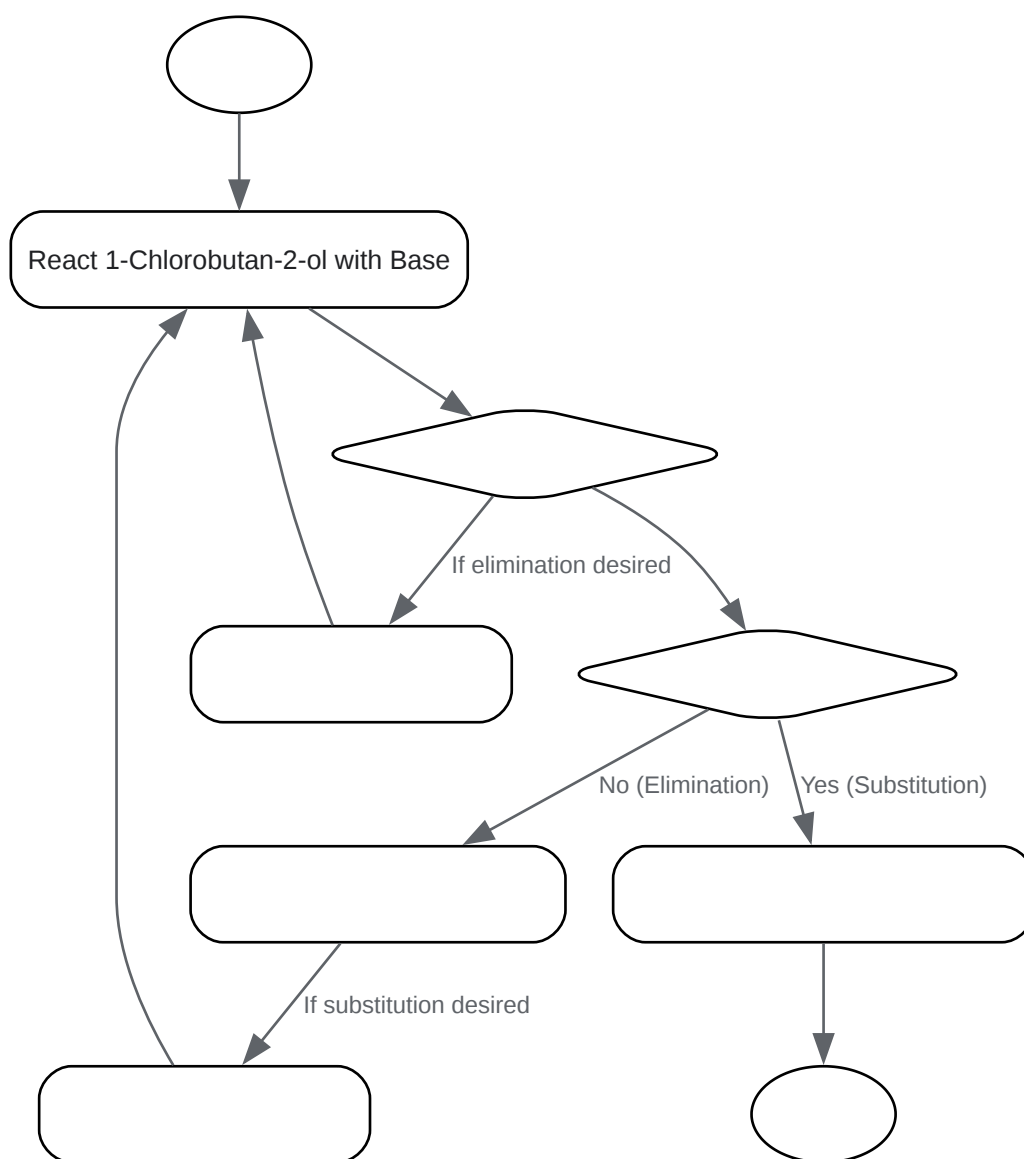 React 1-Chlorobutan-2-ol with Base
If elimination desired
No (Elimination)
Yes (Substitution)
If substitution desired